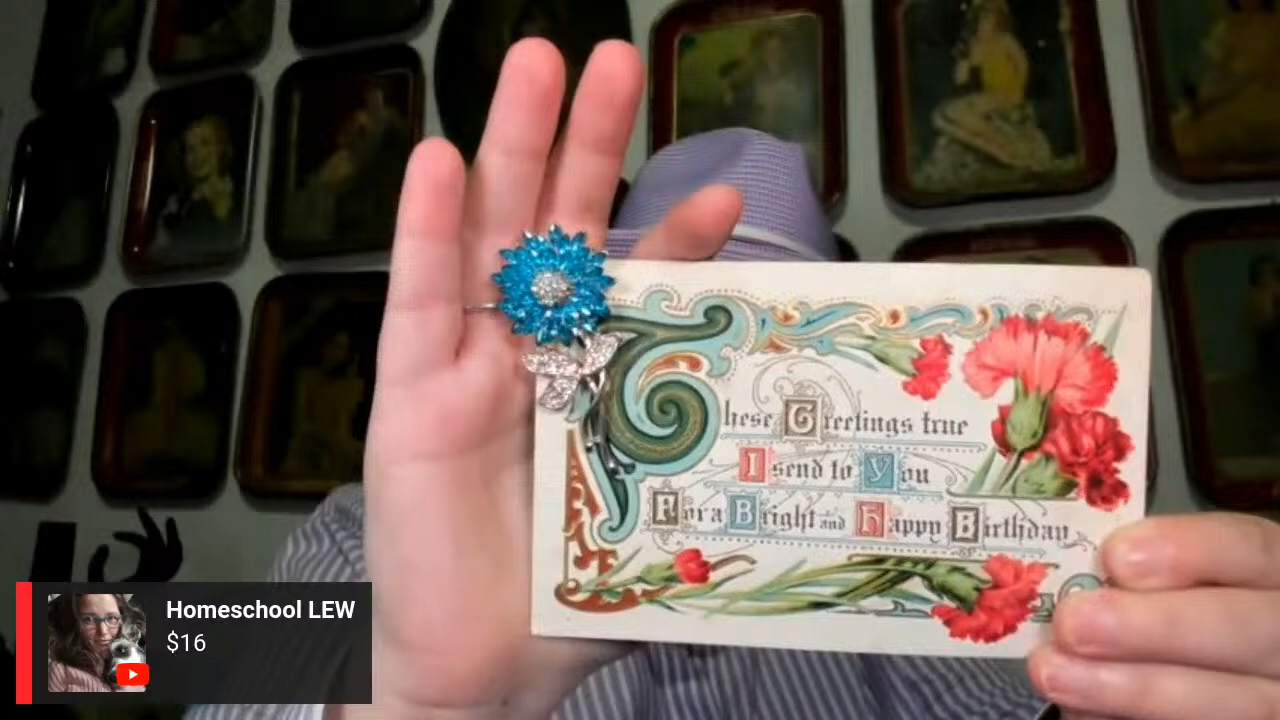 These Greetings true
I send to You
For a Bright and Happy Birthday
Homeschool LEW
$16